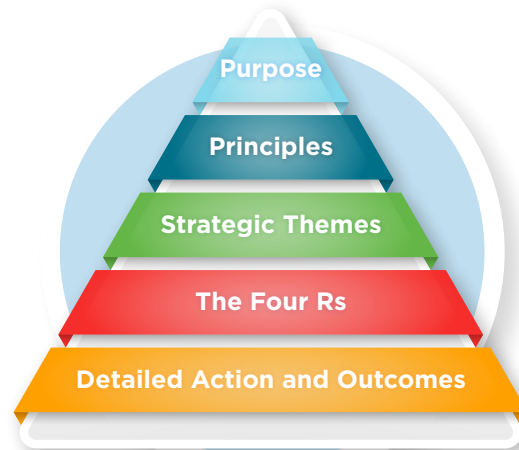 Purpose
Principles
Strategic Themes
The Four Rs
Detailed Action and Outcomes